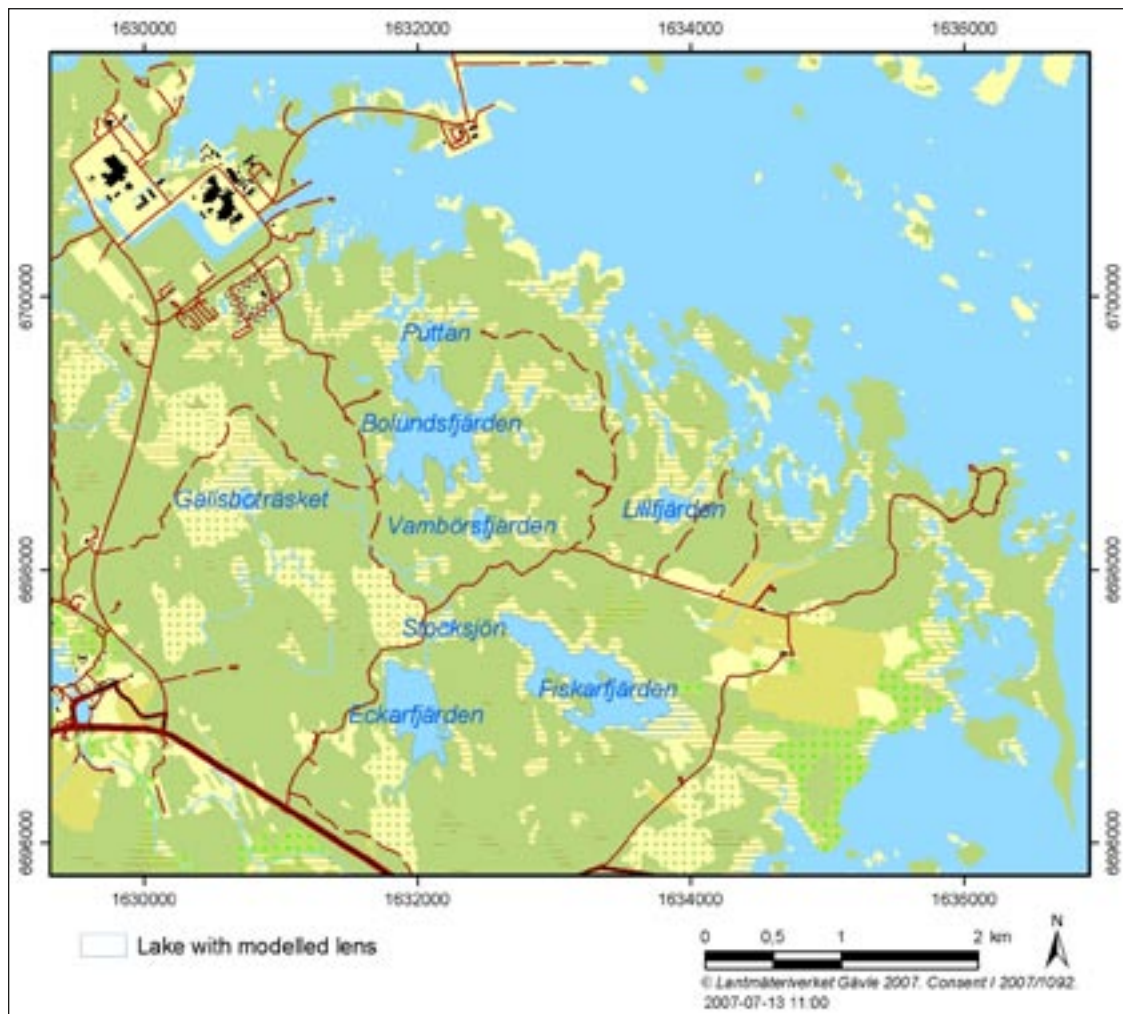 1630000 1632000 1634000 1636000
6700000 6700000
Puttan
Bolundsfjärden
Gällsboträsket
Lillfjärden
Vambörsfjärden
6698000 6698000
Stocksjön
Fiskarfjärden
Eckarfjärden
6696000 6696000
1630000 1632000 1634000 1636000
Lake with modelled lens
N
0 0,5 1 2 km
© Lantmäteriverket Gävle 2007. Consent I 2007/1092.
2007-07-13 11:00